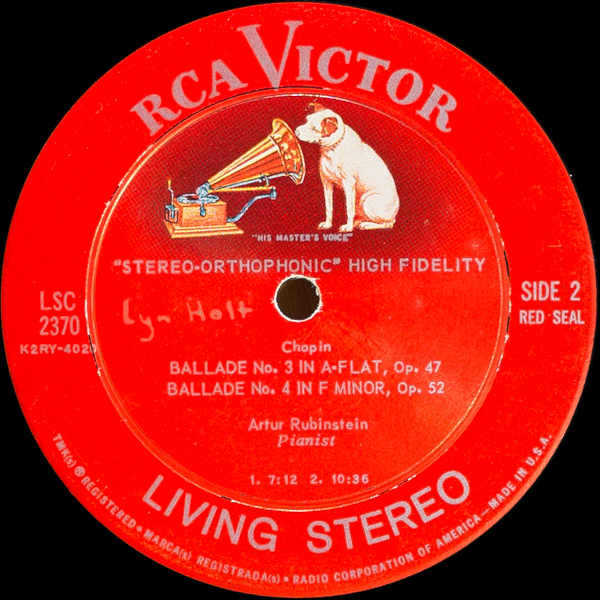 RCA VICTOR
"HIS MASTER'S VOICE"
"STEREO-ORTHOPHONIC" HIGH FIDELITY
LSC
2370
K2RY-4020
Lyn Holt
SIDE 2
RED SEAL
Chopin
BALLADE No. 3 IN A-FLAT, Op. 47
BALLADE No. 4 IN F MINOR, Op. 52
Artur Rubinstein
Pianist
1. 7:12 2. 10:36
LIVING STEREO
TMK(s) ® REGISTERED • MARCA(s) REGISTRADA(s) • RADIO CORPORATION OF AMERICA — MADE IN U.S.A.